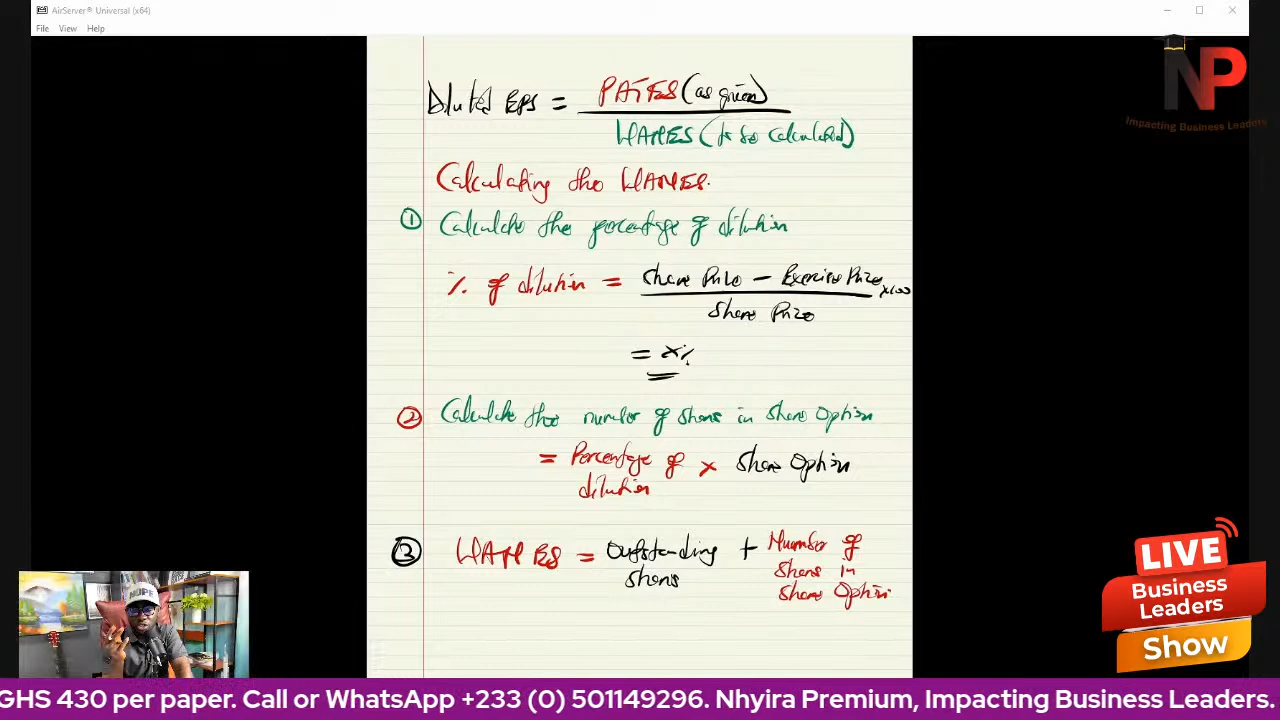 AirServer® Universal (x64)
File View Help
NP
Impacting Business Leaders
Diluted EPS = PATES (as given)
WANES (to be calculated)
Calculating the WANES.
① Calculate the percentage of dilution
% of dilution = Share Price - Exercise Price x100
Share Price
= x%
② Calculate the number of shares in share option
= Percentage of dilution x Share Option
③ WANES = Outstanding shares + Number of shares in share Option
NOPE
LIVE
Business
Leaders
Show
GHS 430 per paper. Call or WhatsApp +233 (0) 501149296. Nhyira Premium, Impacting Business Leaders.